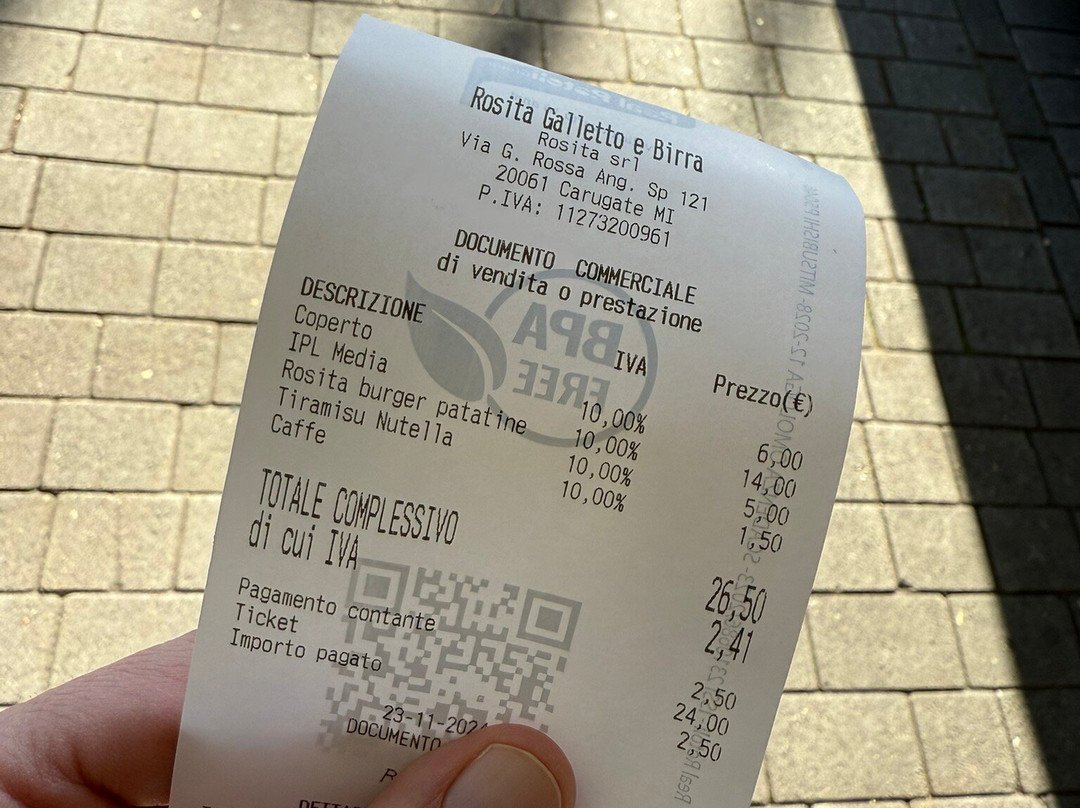 Rosita Galletto e Birra
Rosita srl
Via G. Rossa Ang. Sp 121
20061 Carugate MI
P.IVA: 11273200961
DOCUMENTO COMMERCIALE
di vendita o prestazione
DESCRIZIONE IVA Prezzo(€)
Coperto
IPL Media 10,00% 6,00
Rosita burger patatine 10,00% 14,00
Tiramisu Nutella 10,00% 5,00
Caffe 10,00% 1,50
TOTALE COMPLESSIVO 26,50
di cui IVA 2,41
Pagamento contante 2,50
Ticket 24,00
Importo pagato 2,50
23-11-2024
DOCUMENTO
BPA
FREE